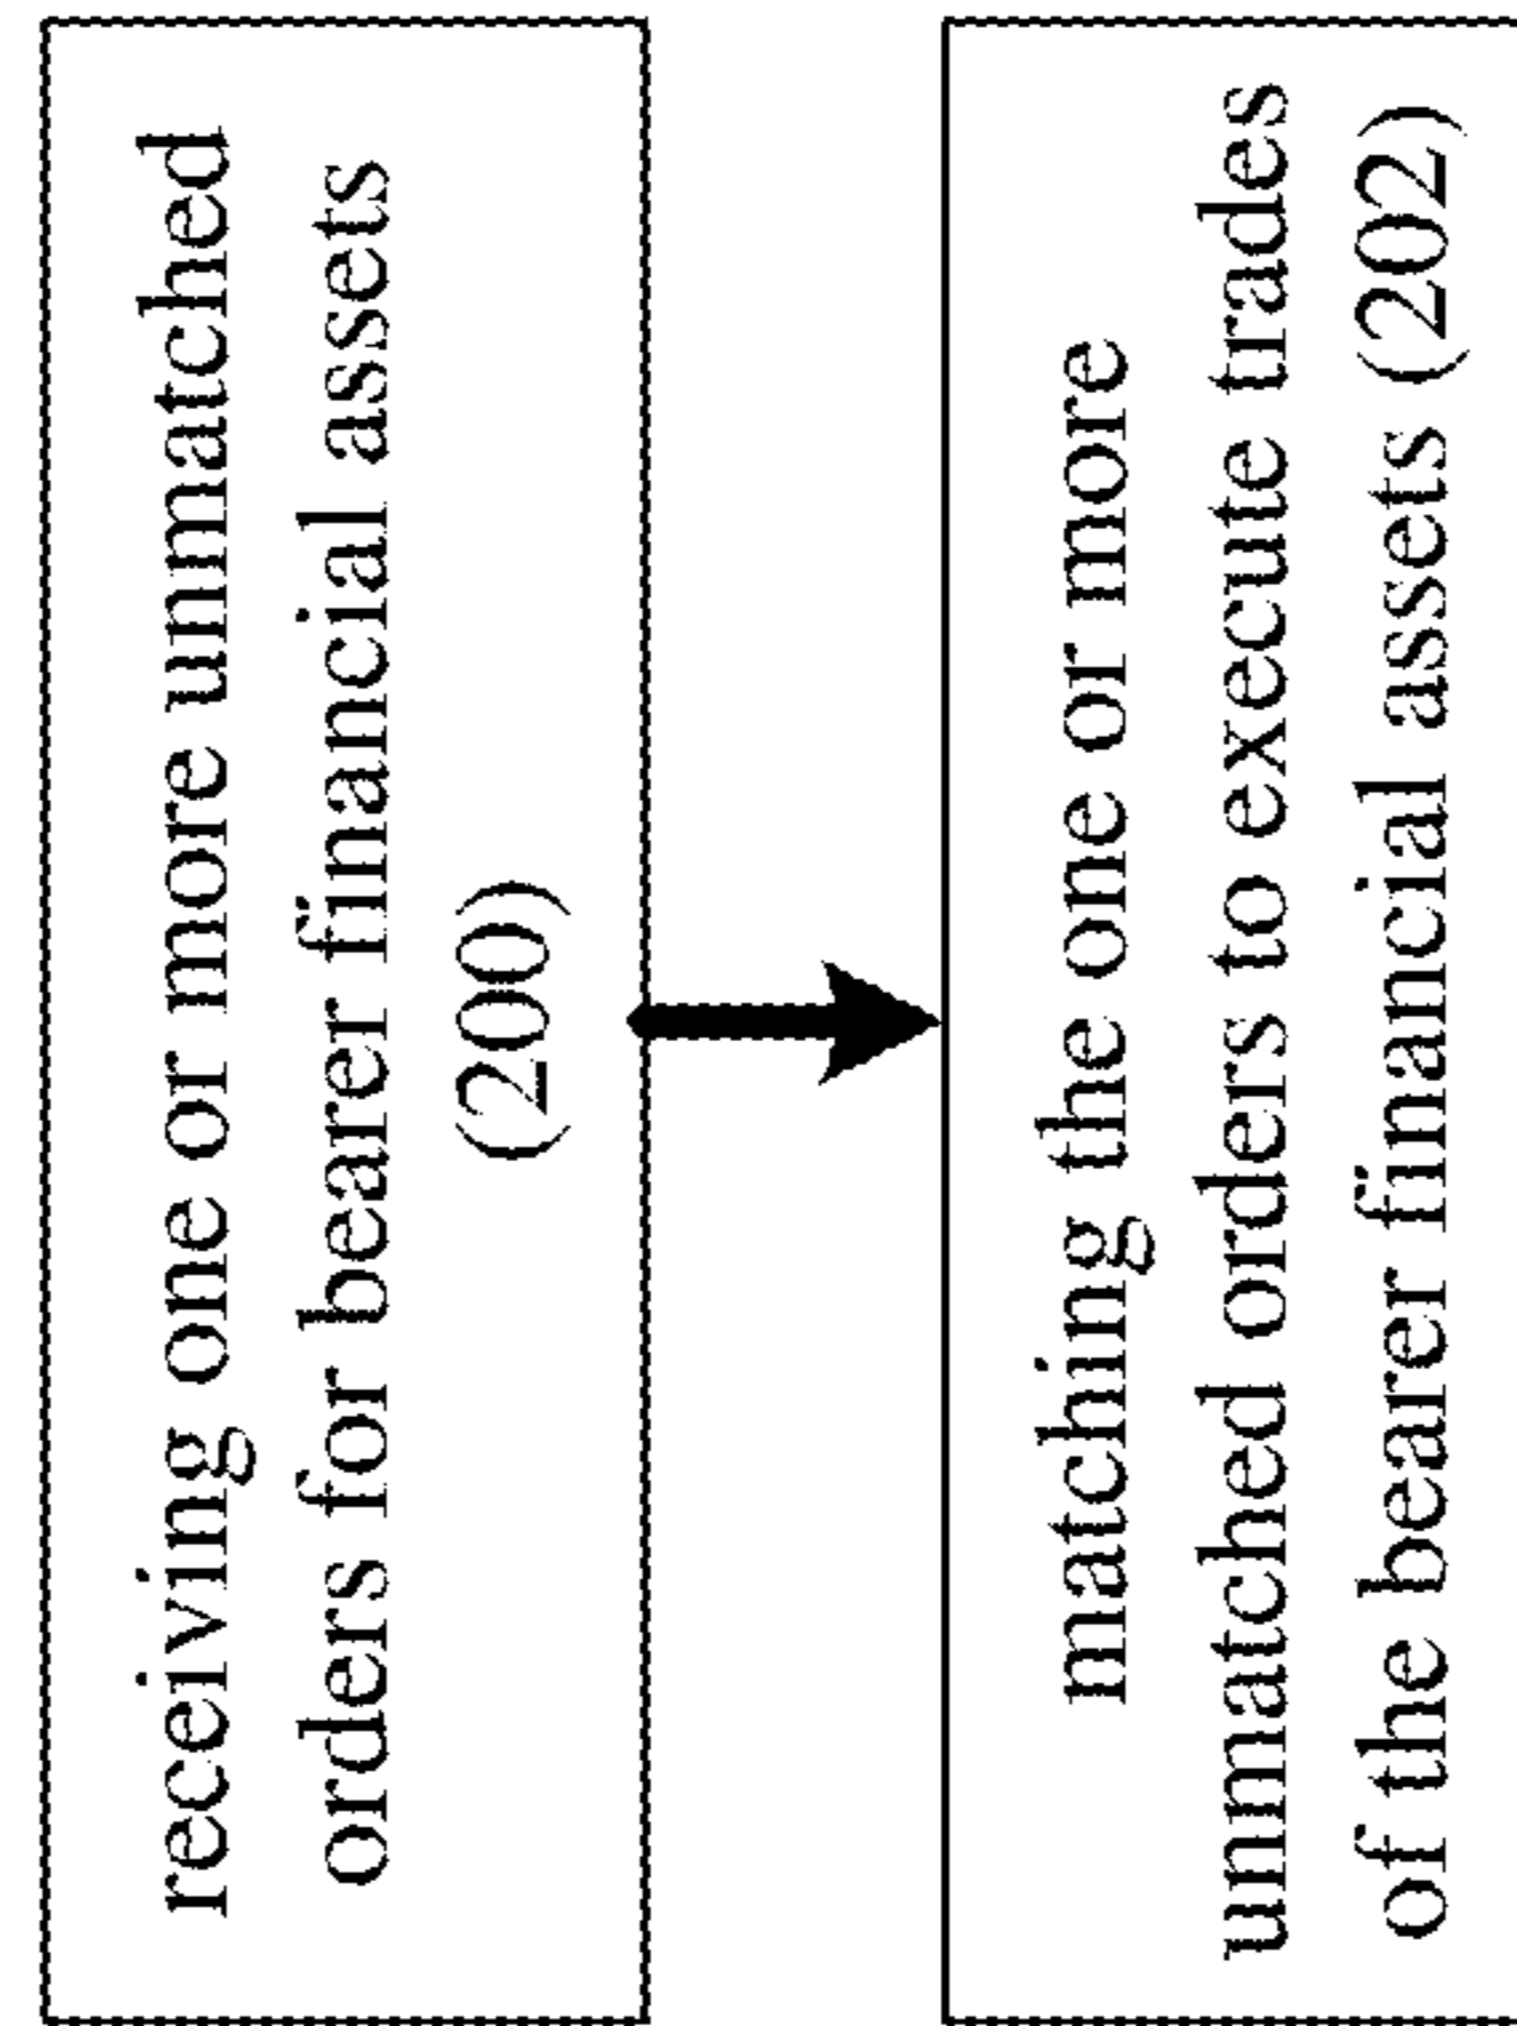 receiving one or more unmatched
orders for bearer financial assets
(200)
matching the one or more
unmatched orders to execute trades
of the bearer financial assets (202)